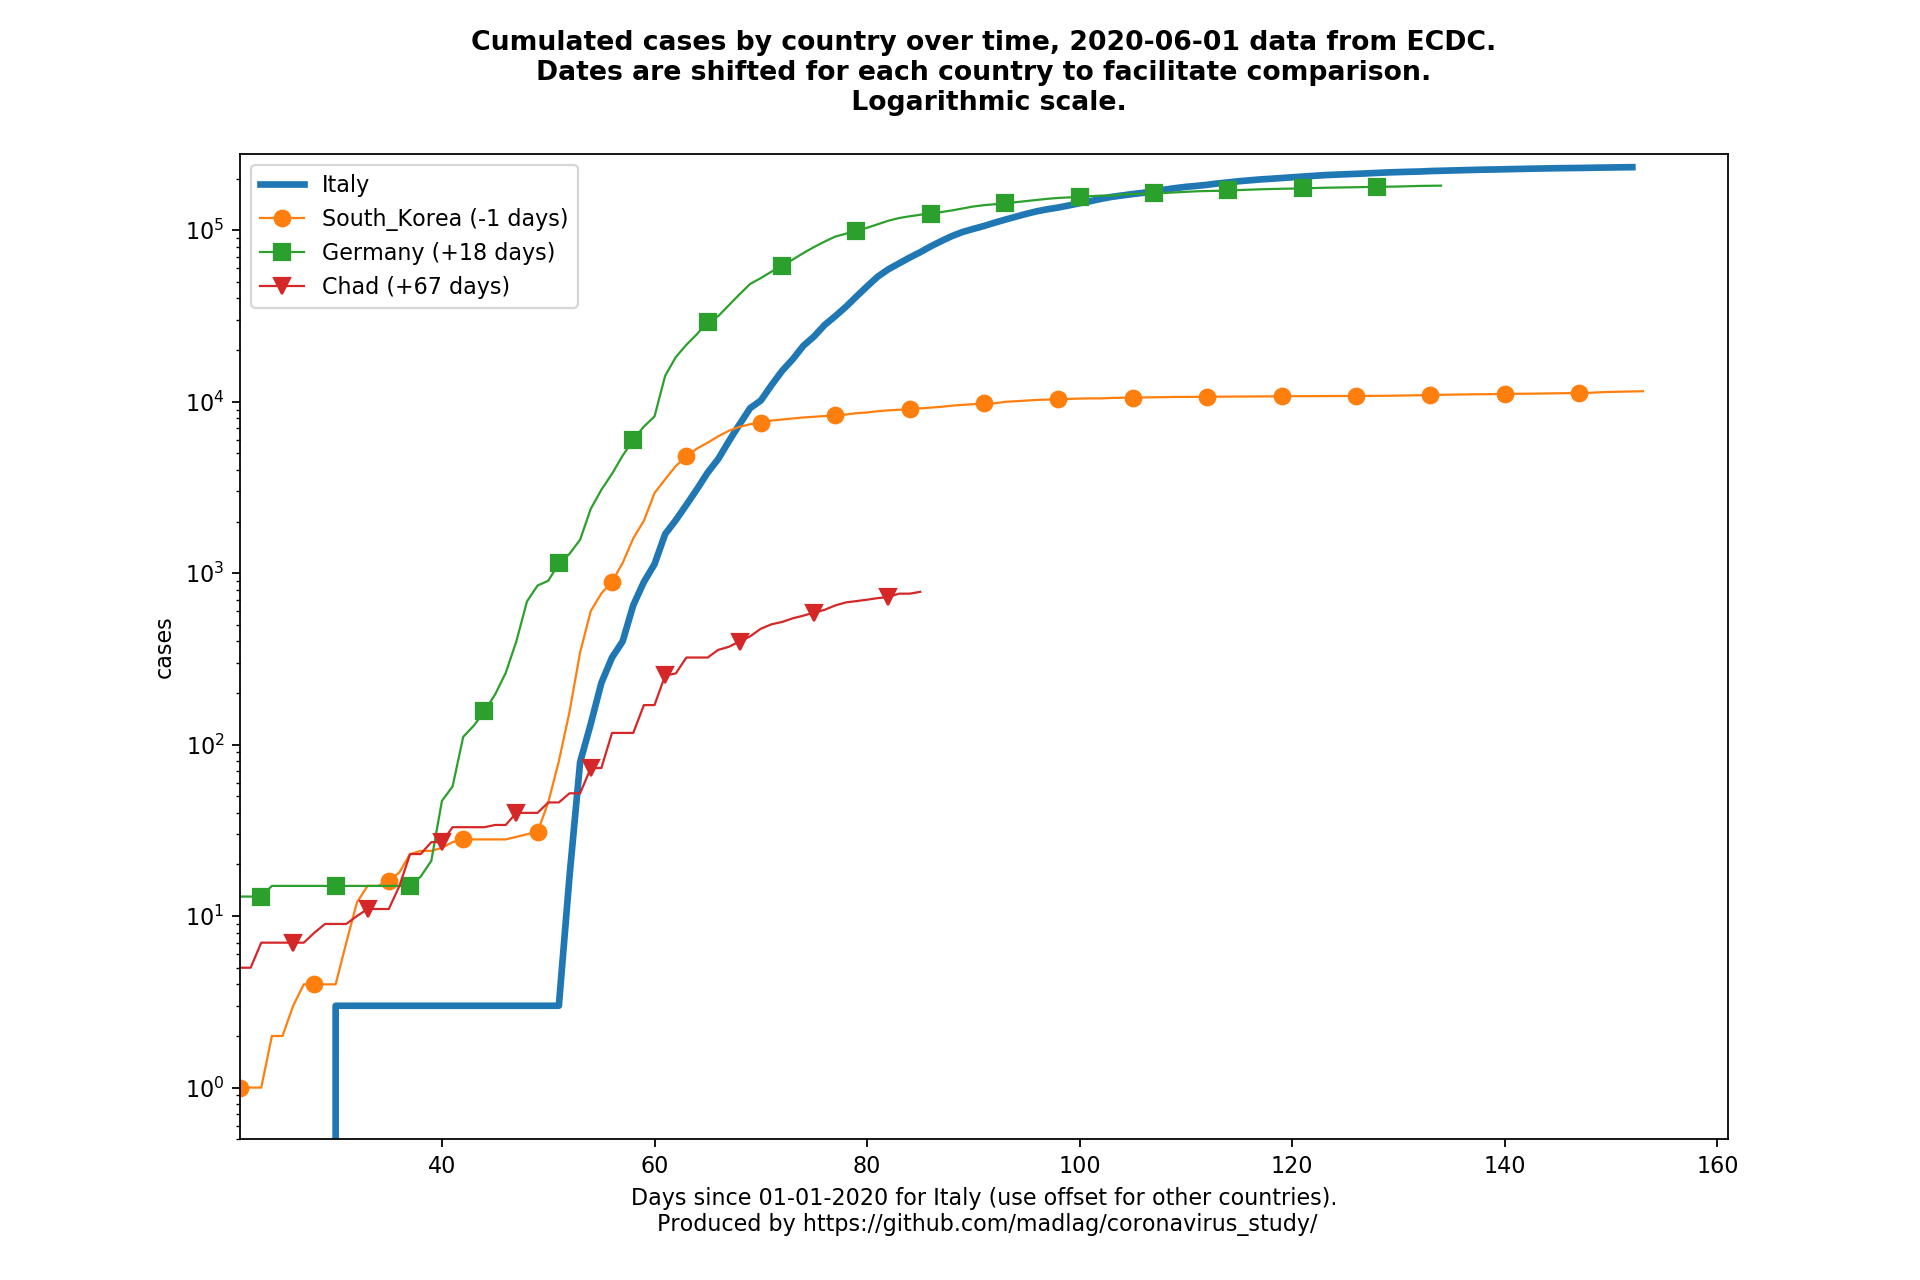 Cumulated cases by country over time, 2020-06-01 data from ECDC.
Dates are shifted for each country to facilitate comparison.
Logarithmic scale.
Italy
South_Korea (-1 days)
Germany (+18 days)
Chad (+67 days)
cases
10^5
10^4
10^3
10^2
10^1
10^0
40 60 80 100 120 140 160
Days since 01-01-2020 for Italy (use offset for other countries).
Produced by https://github.com/madlag/coronavirus_study/